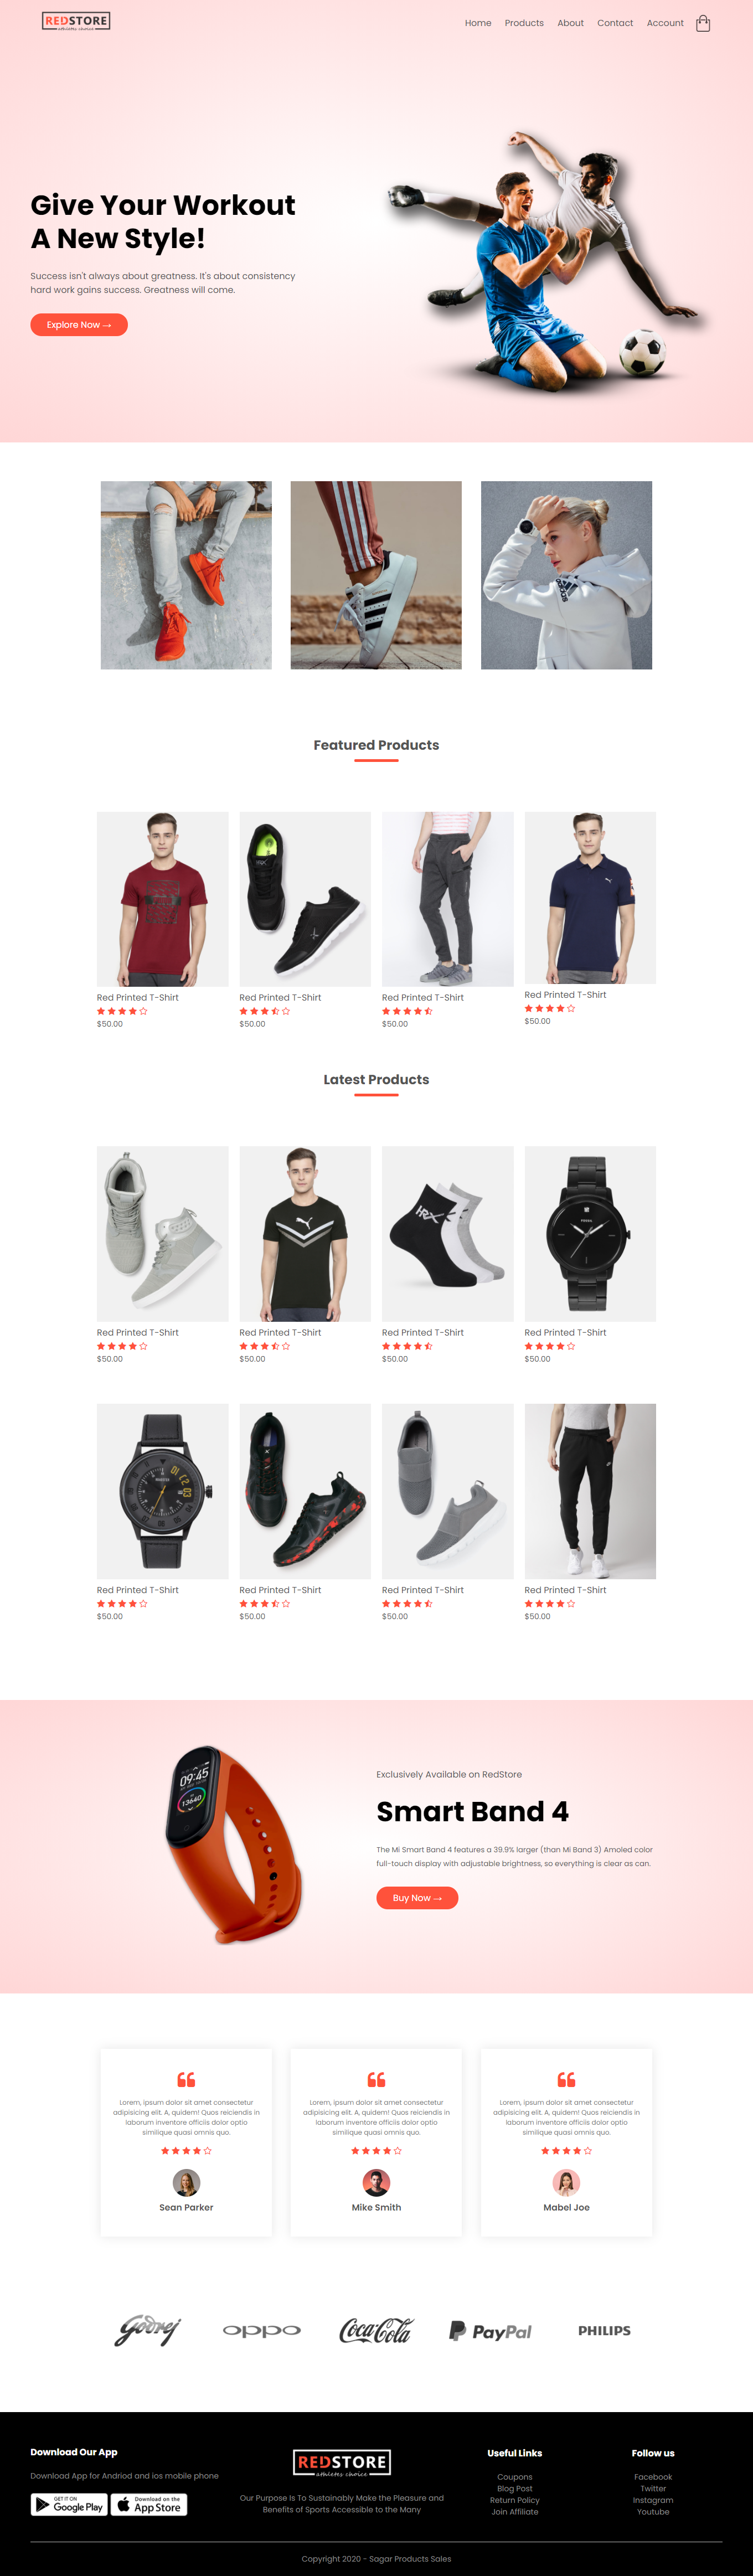 REDSTORE
athletes choice
Home Products About Contact Account
Give Your Workout
A New Style!
Success isn't always about greatness. It's about consistency
hard work gains success. Greatness will come.
Explore Now →
adidas
Featured Products
HRX
Red Printed T-Shirt
$50.00
Red Printed T-Shirt
$50.00
Red Printed T-Shirt
$50.00
Red Printed T-Shirt
$50.00
Latest Products
HRX
FOSSIL
Red Printed T-Shirt
$50.00
Red Printed T-Shirt
$50.00
Red Printed T-Shirt
$50.00
Red Printed T-Shirt
$50.00
01 12 03
Red Printed T-Shirt
$50.00
Red Printed T-Shirt
$50.00
Red Printed T-Shirt
$50.00
Red Printed T-Shirt
$50.00
09:45
13640
Exclusively Available on RedStore
Smart Band 4
The Mi Smart Band 4 features a 39.9% larger (than Mi Band 3) Amoled color
full-touch display with adjustable brightness, so everything is clear as can.
Buy Now →
Lorem, ipsum dolor sit amet consectetur
adipisicing elit. A, quidem! Quos reiciendis in
laborum inventore officiis dolor optio
similique quasi omnis quo.
Sean Parker
Lorem, ipsum dolor sit amet consectetur
adipisicing elit. A, quidem! Quos reiciendis in
laborum inventore officiis dolor optio
similique quasi omnis quo.
Mike Smith
Lorem, ipsum dolor sit amet consectetur
adipisicing elit. A, quidem! Quos reiciendis in
laborum inventore officiis dolor optio
similique quasi omnis quo.
Mabel Joe
Godrej
oppo
Coca-Cola
PayPal
PHILIPS
Download Our App
Download App for Andriod and ios mobile phone
GET IT ON
Google Play
Download on the
App Store
REDSTORE
athletes choice
Our Purpose Is To Sustainably Make the Pleasure and
Benefits of Sports Accessible to the Many
Useful Links
Coupons
Blog Post
Return Policy
Join Affiliate
Follow us
Facebook
Twitter
Instagram
Youtube
Copyright 2020 - Sagar Products Sales